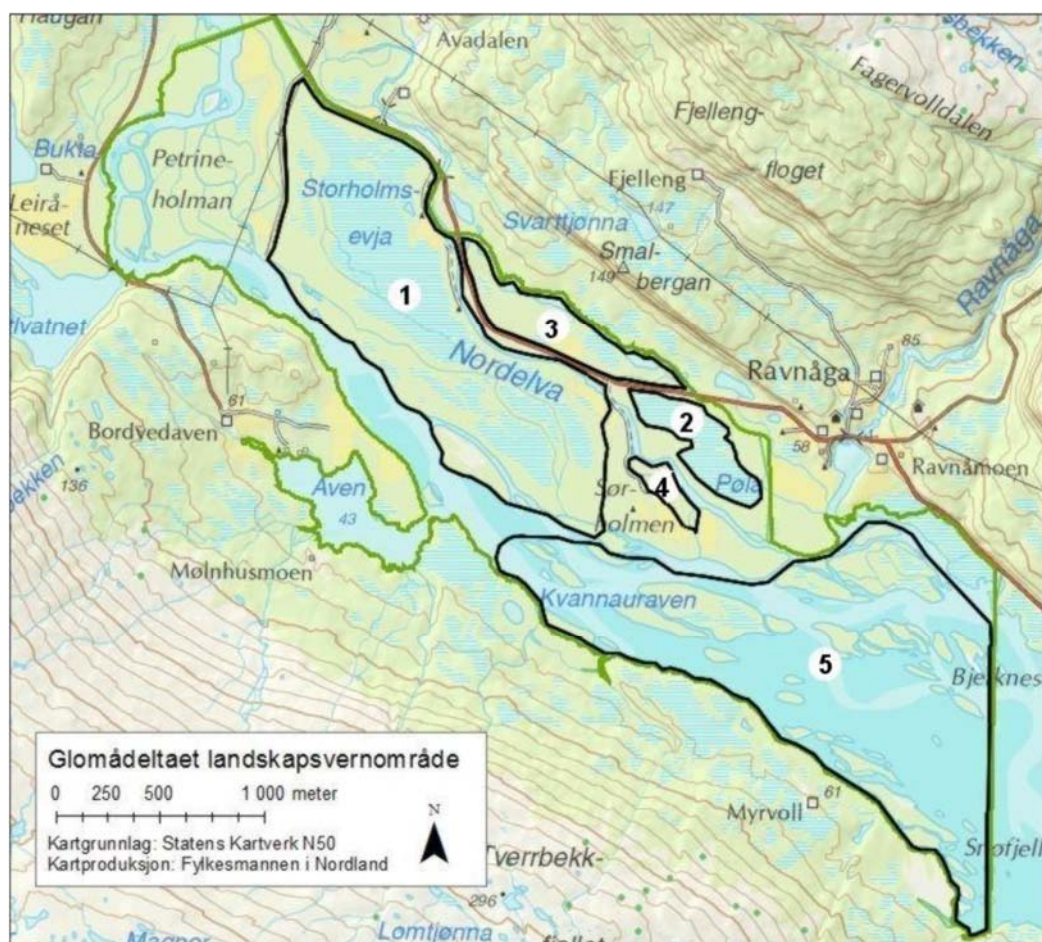 Haugan
Avadalen
Fagervolldalen
Fjelleng-
floget
Bukta
Petrine-
holman
Leirå-
neset
Storholms-
evja
Fjelleng
147
Svarttjønna
Smal-
bergan
149
Ravnåga
1
3
Nordelva
Ravnåga
85
61
Bordvedaven
2
58
Ravnåmoen
136
Aven
43
4
Pøla
Sør-
holmen
Mølnhusmoen
Kvannauraven
5
Bjerknes
Glomådeltaet landskapsvernområde
0 250 500 1 000 meter
N
Kartgrunnlag: Statens Kartverk N50
Kartproduksjon: Fylkesmannen i Nordland
61
Myrvoll
Snøfjell
Tverrbekk-
296
fjellet
Lomtjønna